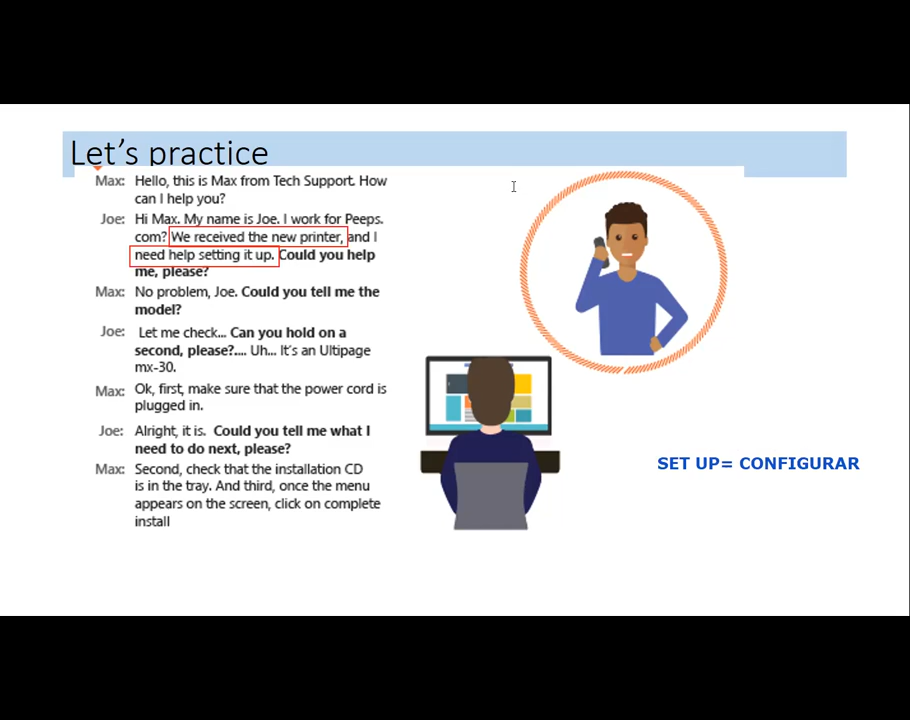 Let's practice
Max: Hello, this is Max from Tech Support. How
can I help you?
Joe: Hi Max. My name is Joe. I work for Peeps.
com? We received the new printer, and I
need help setting it up. Could you help
me, please?
Max: No problem, Joe. Could you tell me the
model?
Joe: Let me check... Can you hold on a
second, please?.... Uh... It's an Ultipage
mx-30.
Max: Ok, first, make sure that the power cord is
plugged in.
Joe: Alright, it is. Could you tell me what I
need to do next, please?
Max: Second, check that the installation CD
is in the tray. And third, once the menu
appears on the screen, click on complete
install
SET UP= CONFIGURAR